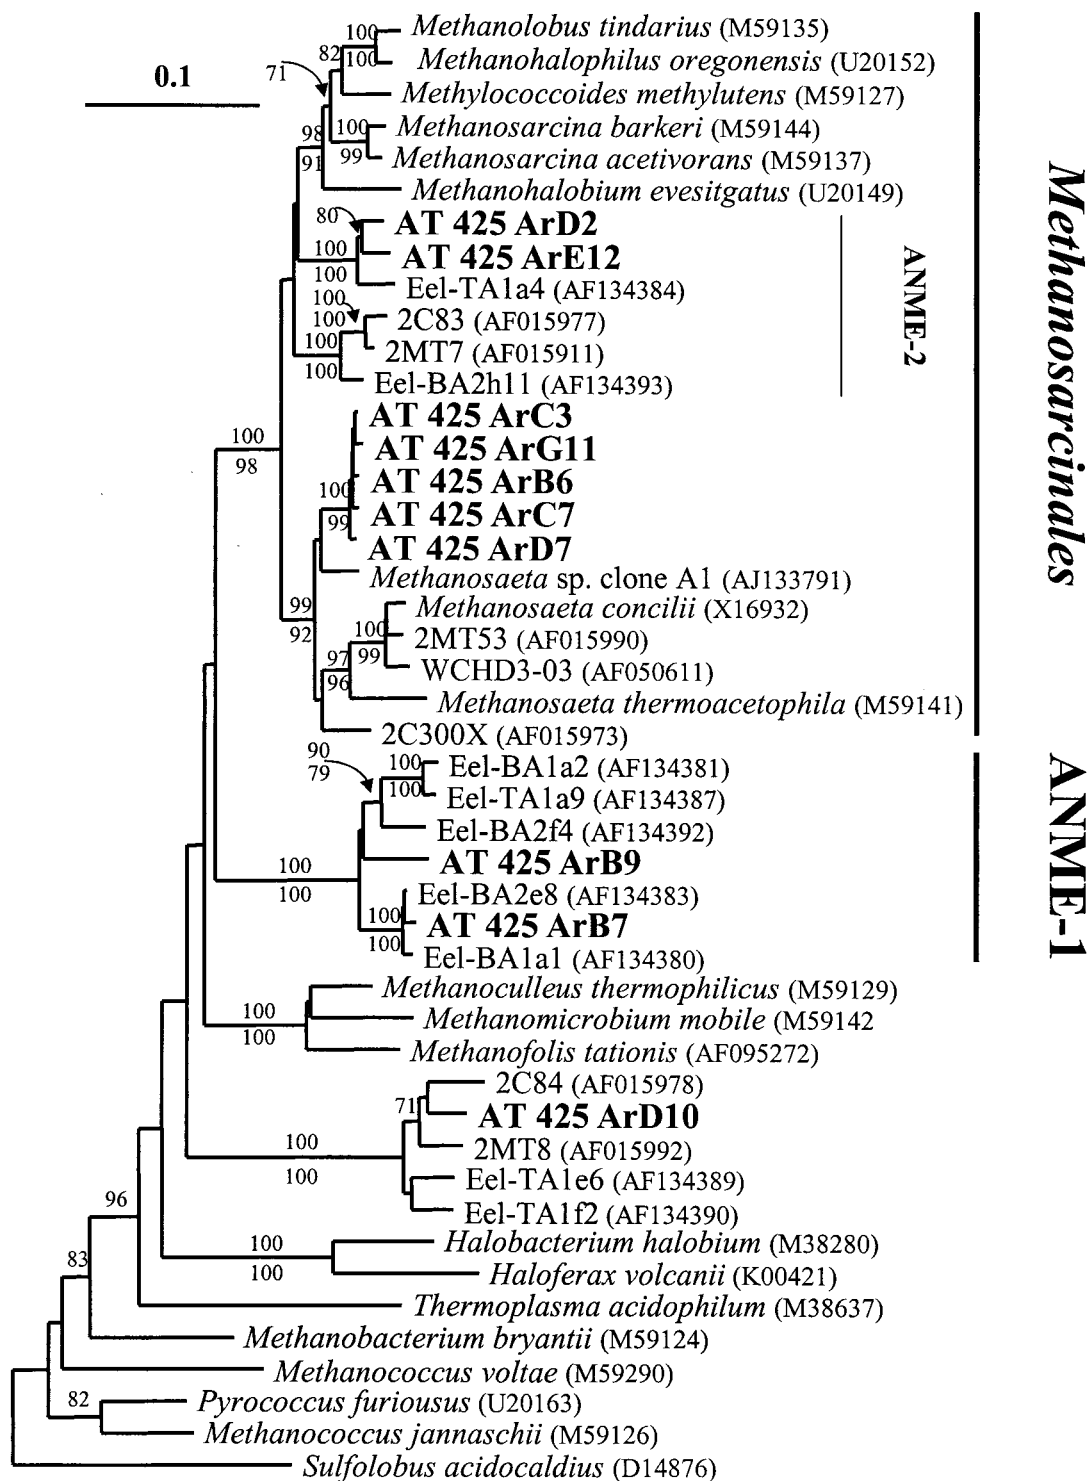 100
Methanolobus tindarius (M59135)
82
100
Methanohalophilus oregonensis (U20152)
0.1
71
Methylococcoides methylutens (M59127)
100
Methanosarcina barkeri (M59144)
98
99
Methanosarcina acetivorans (M59137)
91
Methanohalobium evesitgatus (U20149)
80
AT 425 ArD2
100
AT 425 ArE12
100
Eel-TA1a4 (AF134384)
100
100
2C83 (AF015977)
100
2MT7 (AF015911)
100
Eel-BA2h11 (AF134393)
ANME-2
AT 425 ArC3
100
98
AT 425 ArG11
100
AT 425 ArB6
99
AT 425 ArC7
AT 425 ArD7
Methanosaeta sp. clone A1 (AJ133791)
99
92
Methanosaeta concilii (X16932)
100
2MT53 (AF015990)
97
99
WCHD3-03 (AF050611)
96
Methanosaeta thermoacetophila (M59141)
2C300X (AF015973)
Methanosarcinales
90
79
100
Eel-BA1a2 (AF134381)
100
Eel-TA1a9 (AF134387)
Eel-BA2f4 (AF134392)
100
100
AT 425 ArB9
Eel-BA2e8 (AF134383)
100
AT 425 ArB7
100
Eel-BA1a1 (AF134380)
ANME-1
Methanoculleus thermophilicus (M59129)
100
100
Methanomicrobium mobile (M59142
Methanofolis tationis (AF095272)
2C84 (AF015978)
71
AT 425 ArD10
100
100
2MT8 (AF015992)
Eel-TA1e6 (AF134389)
Eel-TA1f2 (AF134390)
96
100
100
Halobacterium halobium (M38280)
Haloferax volcanii (K00421)
83
Thermoplasma acidophilum (M38637)
Methanobacterium bryantii (M59124)
Methanococcus voltae (M59290)
82
Pyrococcus furiousus (U20163)
Methanococcus jannaschii (M59126)
Sulfolobus acidocaldius (D14876)